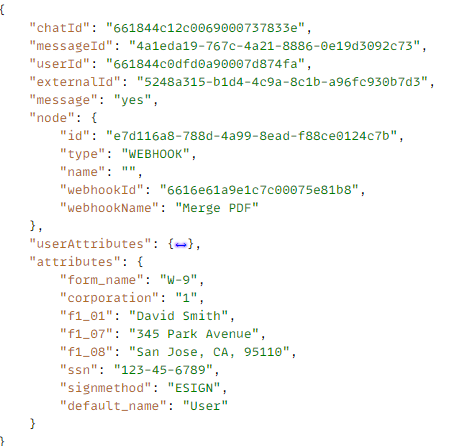 {
"chatId": "661844c12c0069000737833e",
"messageId": "4a1eda19-767c-4a21-8886-0e19d3092c73",
"userId": "661844c0dfd0a90007d874fa",
"externalId": "5248a315-b1d4-4c9a-8c1b-a96fc930b7d3",
"message": "yes",
"node": {
"id": "e7d116a8-788d-4a99-8ead-f88ce0124c7b",
"type": "WEBHOOK",
"name": "",
"webhookId": "6616e61a9e1c7c00075e81b8",
"webhookName": "Merge PDF"
},
"userAttributes": {↔},
"attributes": {
"form_name": "W-9",
"corporation": "1",
"f1_01": "David Smith",
"f1_07": "345 Park Avenue",
"f1_08": "San Jose, CA, 95110",
"ssn": "123-45-6789",
"signmethod": "ESIGN",
"default_name": "User"
}
}